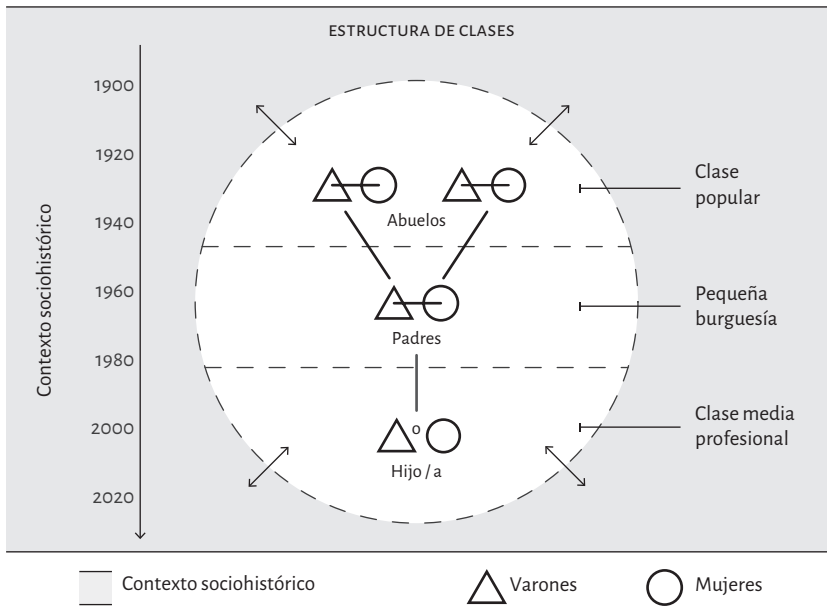 ESTRUCTURA DE CLASES
Contexto sociohistórico
1900
1920
1940
1960
1980
2000
2020
Abuelos
Padres
o
Hijo / a
Clase
popular
Pequeña
burguesía
Clase media
profesional
Contexto sociohistórico
Varones
Mujeres